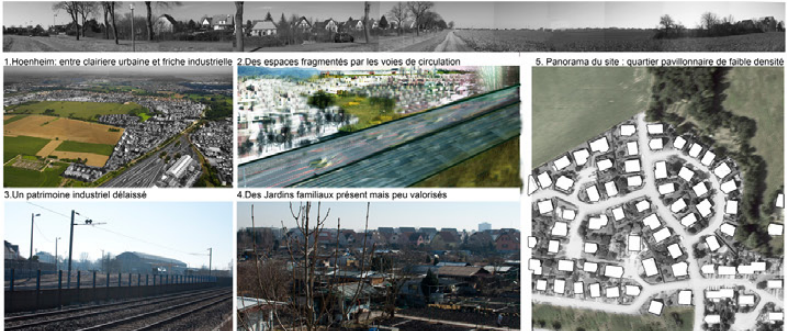 1.Hoenheim: entre clairiere urbaine et friche industrielle
2.Des espaces fragmentés par les voies de circulation
5. Panorama du site : quartier pavillonnaire de faible densité
3.Un patrimoine industriel délaissé
4.Des Jardins familiaux présent mais peu valorisés